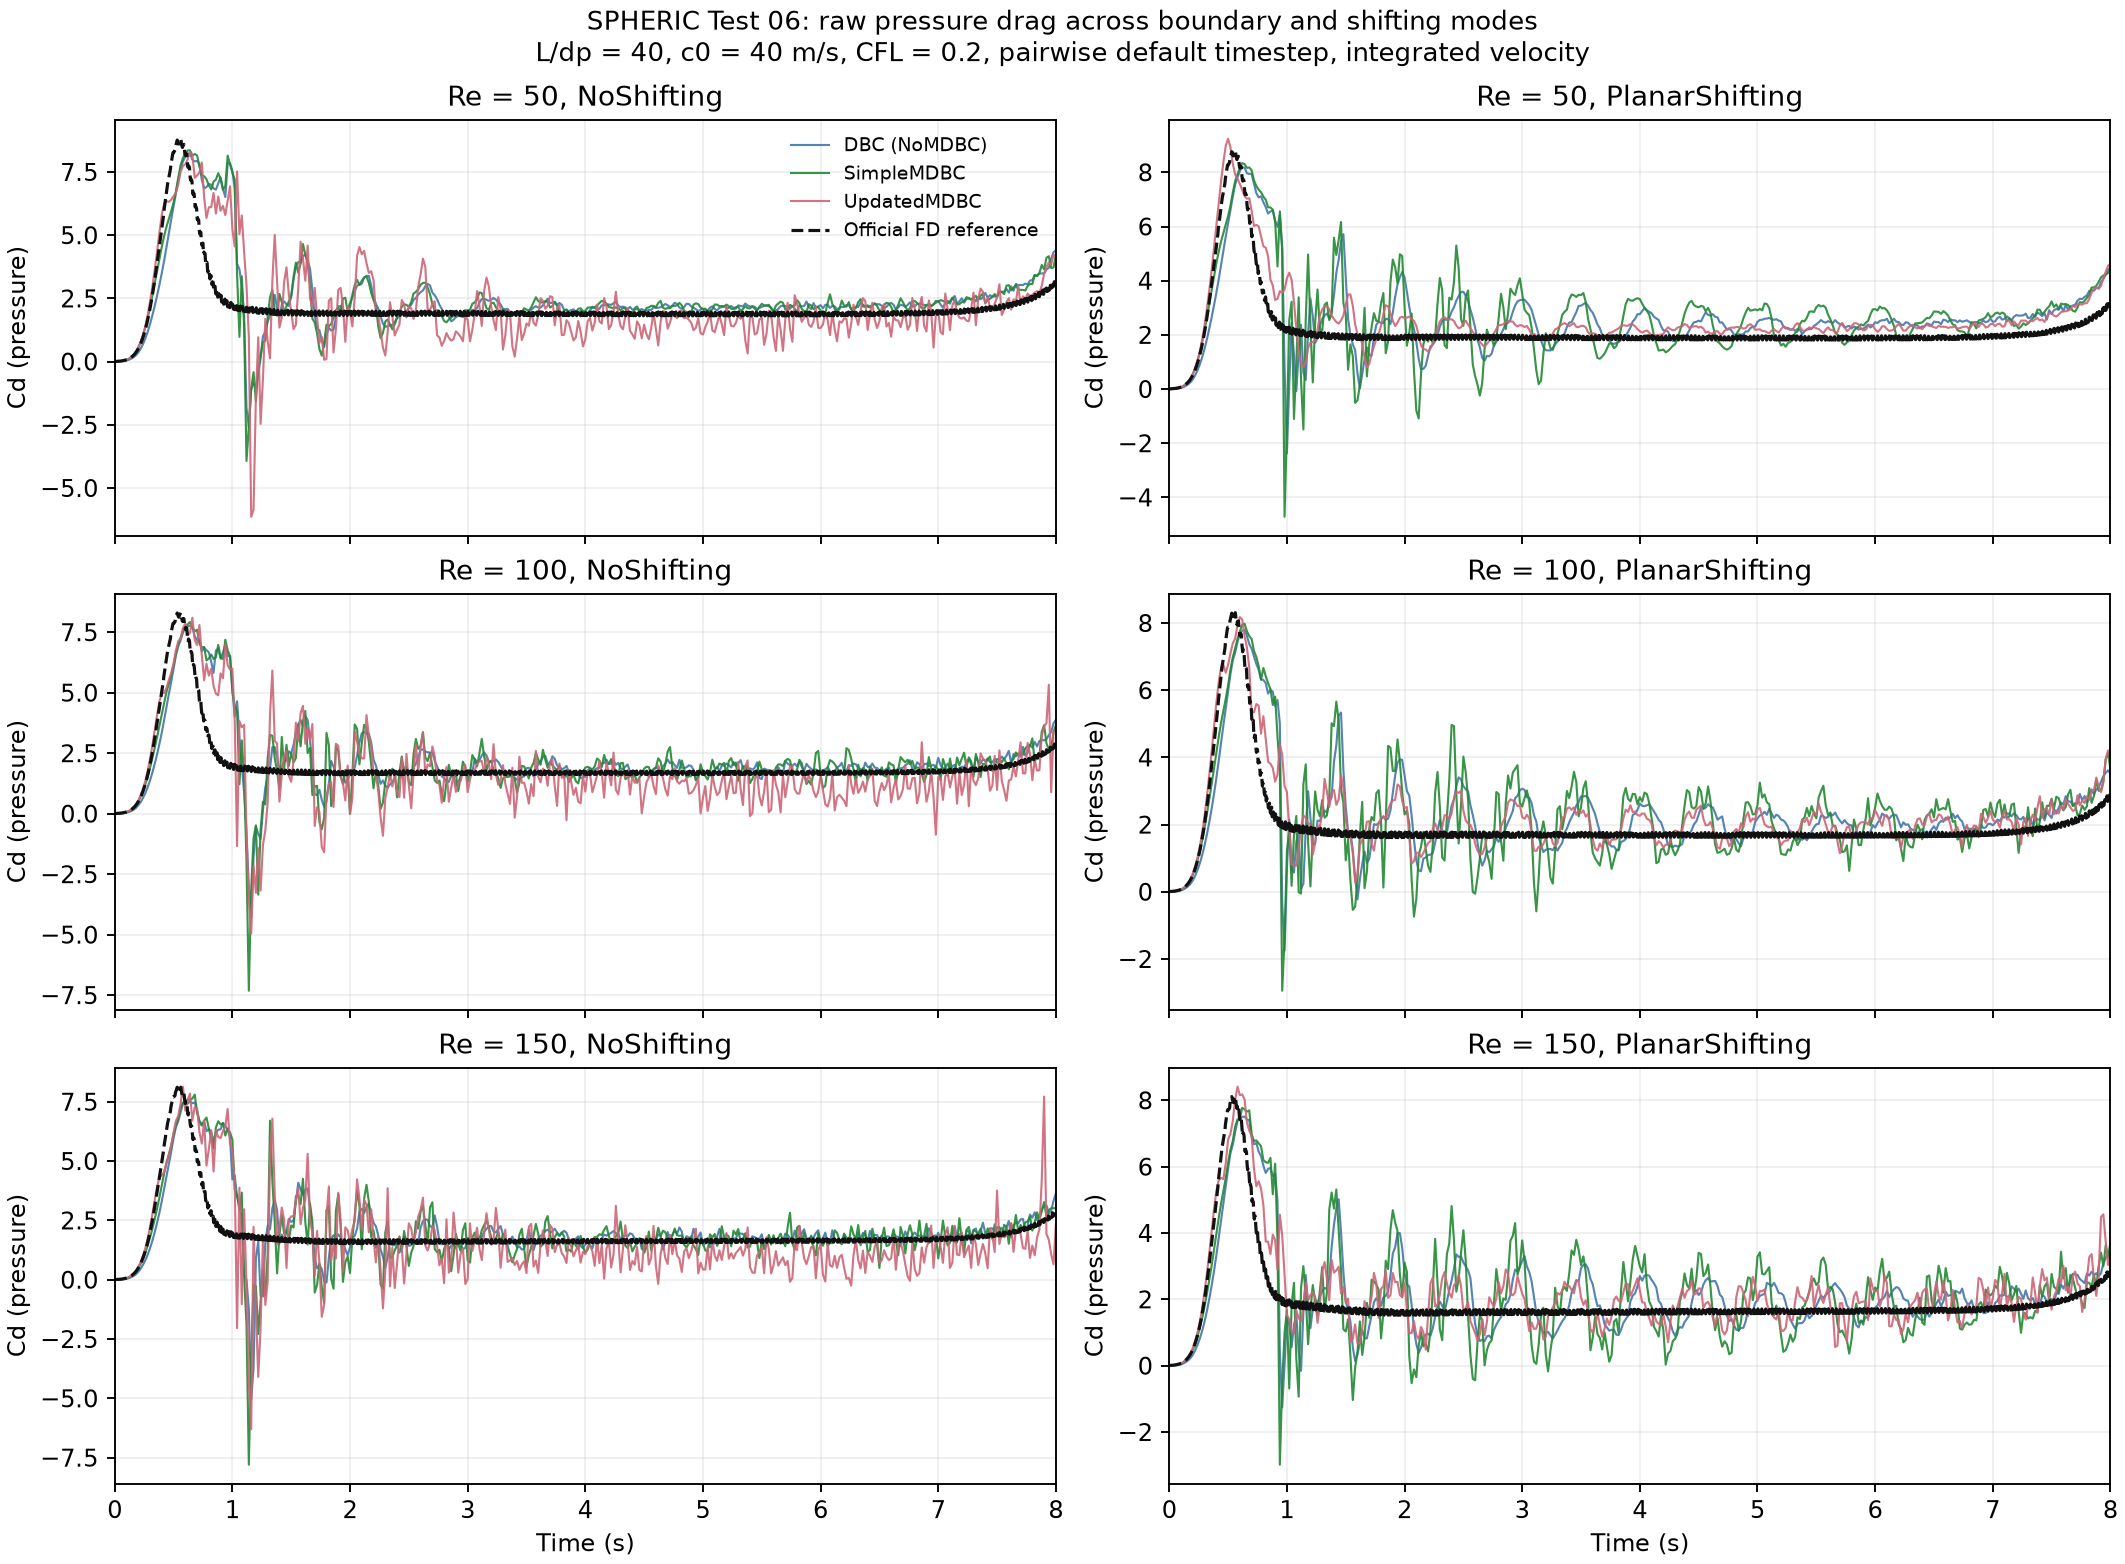 SPHERIC Test 06: raw pressure drag across boundary and shifting modes
L/dp = 40, c0 = 40 m/s, CFL = 0.2, pairwise default timestep, integrated velocity
Re = 50, NoShifting
DBC (NoMDBC)
SimpleMDBC
UpdatedMDBC
Official FD reference
7.5
5.0
2.5
0.0
−2.5
−5.0
Cd (pressure)
Re = 50, PlanarShifting
8
6
4
2
0
−2
−4
Cd (pressure)
Re = 100, NoShifting
7.5
5.0
2.5
0.0
−2.5
−5.0
−7.5
Cd (pressure)
Re = 100, PlanarShifting
8
6
4
2
0
−2
Cd (pressure)
Re = 150, NoShifting
7.5
5.0
2.5
0.0
−2.5
−5.0
−7.5
Cd (pressure)
0 1 2 3 4 5 6 7 8
Time (s)
Re = 150, PlanarShifting
8
6
4
2
0
−2
Cd (pressure)
0 1 2 3 4 5 6 7 8
Time (s)